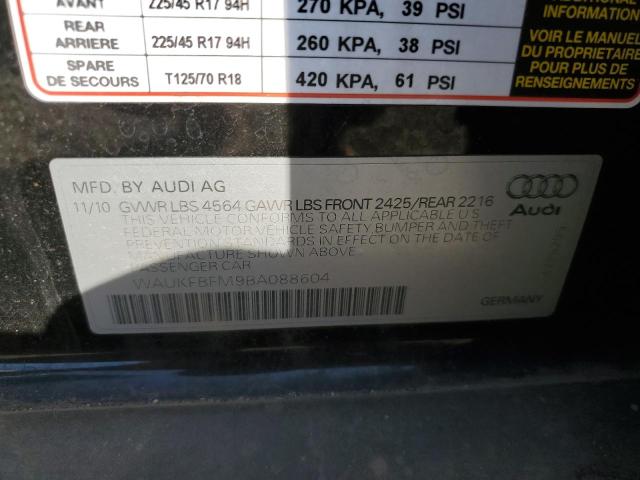 AVANT 225/45 R17 94H 270 KPA, 39 PSI
REAR
ARRIERE 225/45 R17 94H 260 KPA, 38 PSI
SPARE
DE SECOURS T125/70 R18 420 KPA, 61 PSI
ADDITIONAL
INFORMATION
VOIR LE MANUEL
DU PROPRIETAIRE
POUR PLUS DE
RENSEIGNEMENTS
MFD. BY AUDI AG
11/10 GVWR LBS 4564 GAWR LBS FRONT 2425/REAR 2216
THIS VEHICLE CONFORMS TO ALL APPLICABLE U.S
FEDERAL MOTOR VEHICLE SAFETY BUMPER AND THEFT
PREVENTION STANDARDS IN EFFECT ON THE DATE OF
MANUFACTURE SHOWN ABOVE
PASSENGER CAR
WAUKFBFM9BA088604
Audi
GERMANY